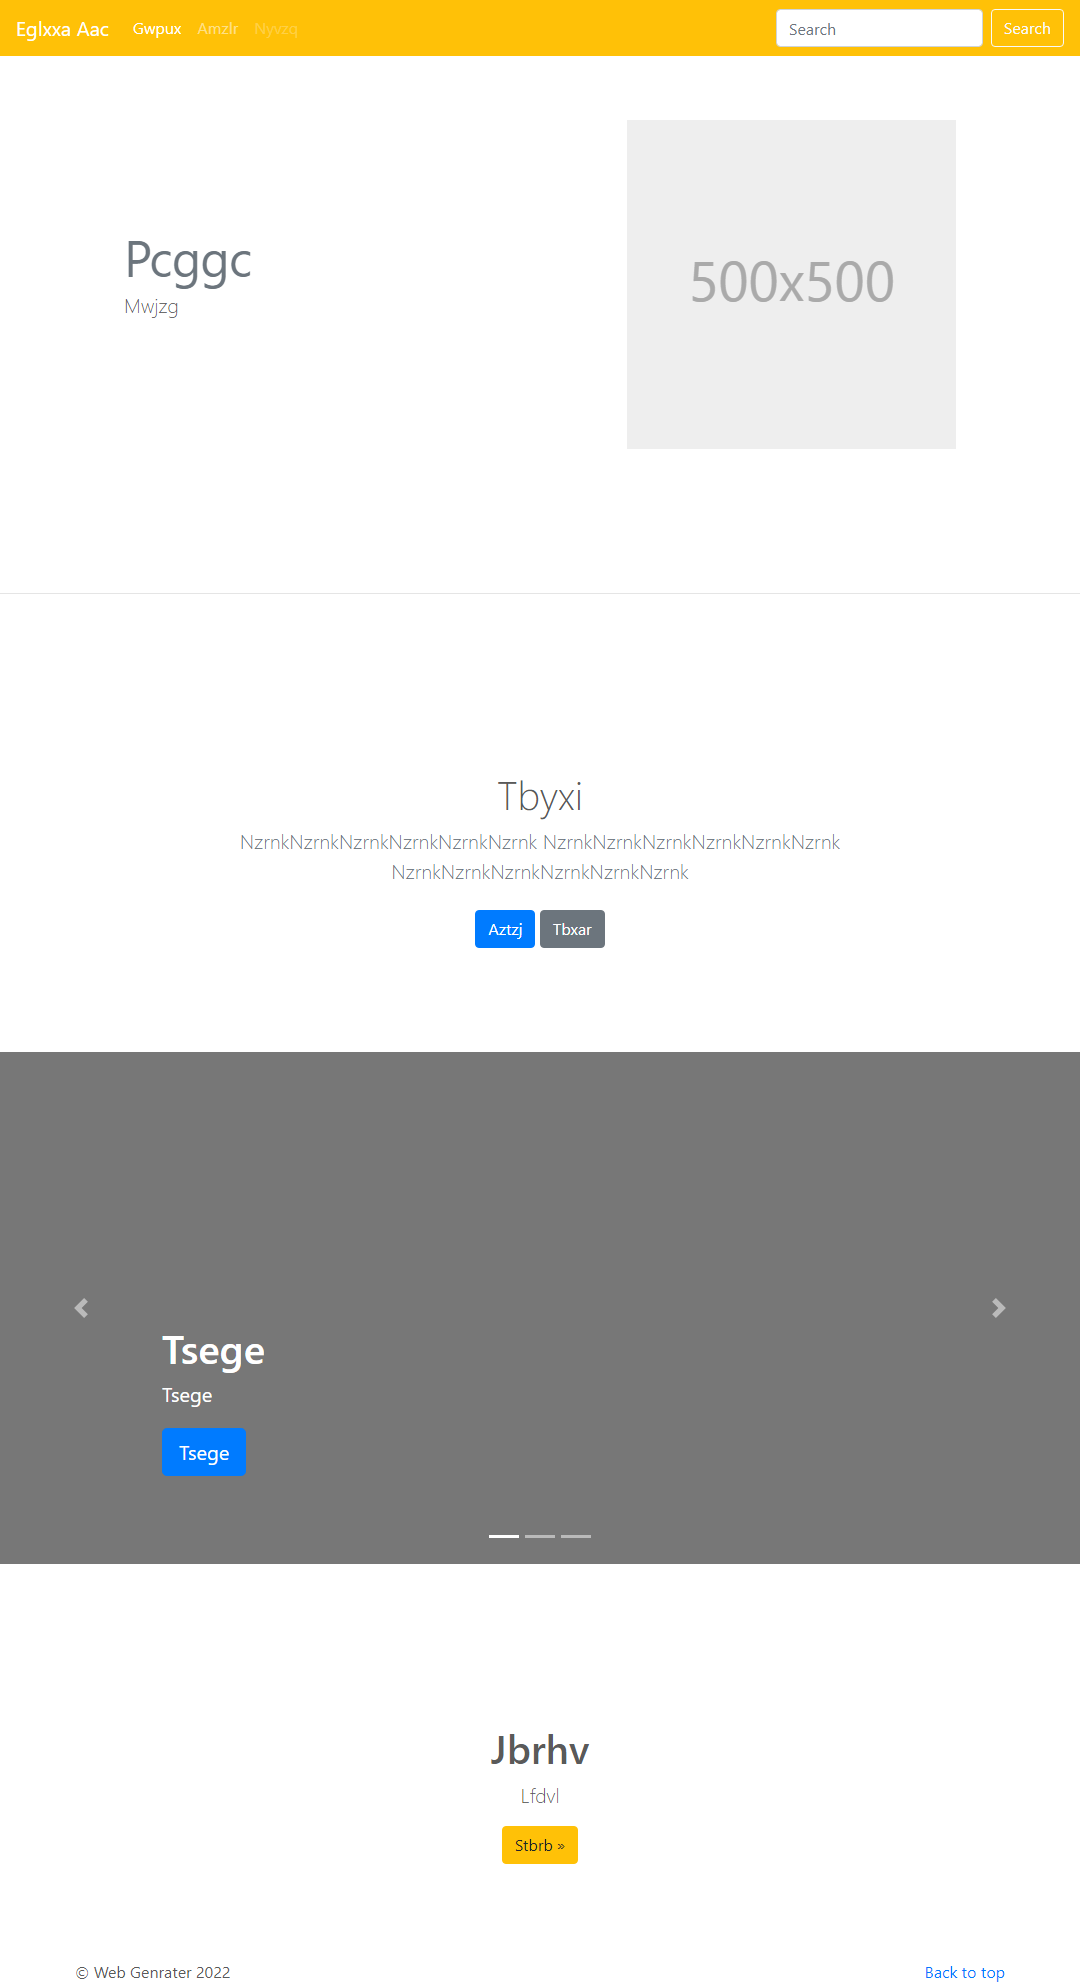 Eglxxa Aac Gwpux Amzlr Nyvzq Search Search
500x500
Pcggc
Mwjzg
Tbyxi
NzrnkNzrnkNzrnkNzrnkNzrnkNzrnk NzrnkNzrnkNzrnkNzrnkNzrnkNzrnk
NzrnkNzrnkNzrnkNzrnkNzrnkNzrnk
Aztzj Tbxar
Tsege
Tsege
Tsege
Jbrhv
Lfdvl
Stbrb »
© Web Genrater 2022 Back to top